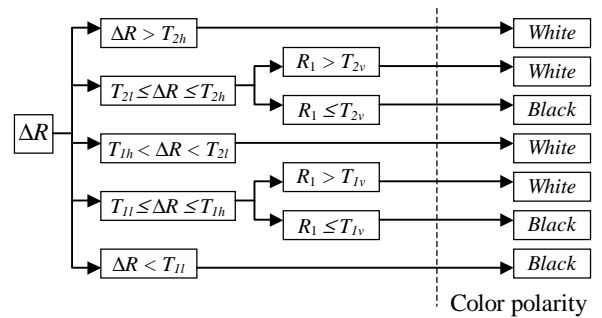 ΔR > T2h
White
R1 > T2v
White
T2l ≤ ΔR ≤ T2h
R1 ≤ T2v
Black
ΔR
T1h < ΔR < T2l
White
R1 > T1v
White
T1l ≤ ΔR ≤ T1h
R1 ≤ T1v
Black
ΔR < T1l
Black
Color polarity